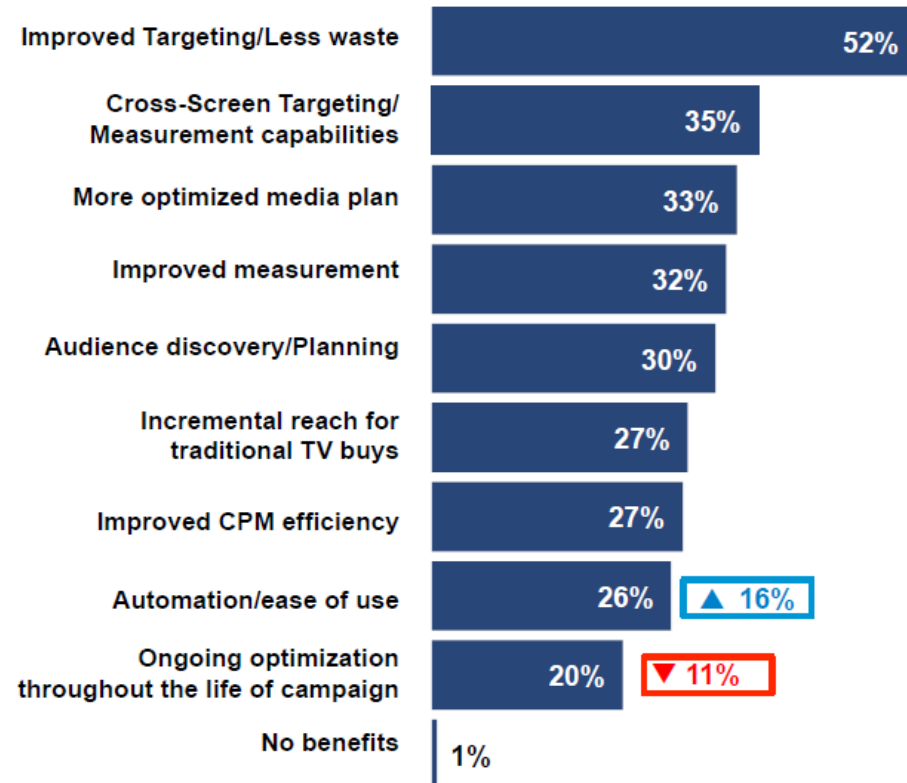 Improved Targeting/Less waste
52%
Cross-Screen Targeting/
Measurement capabilities
35%
More optimized media plan
33%
Improved measurement
32%
Audience discovery/Planning
30%
Incremental reach for
traditional TV buys
27%
Improved CPM efficiency
27%
Automation/ease of use
26%
▲ 16%
Ongoing optimization
throughout the life of campaign
20%
▼ 11%
No benefits
1%